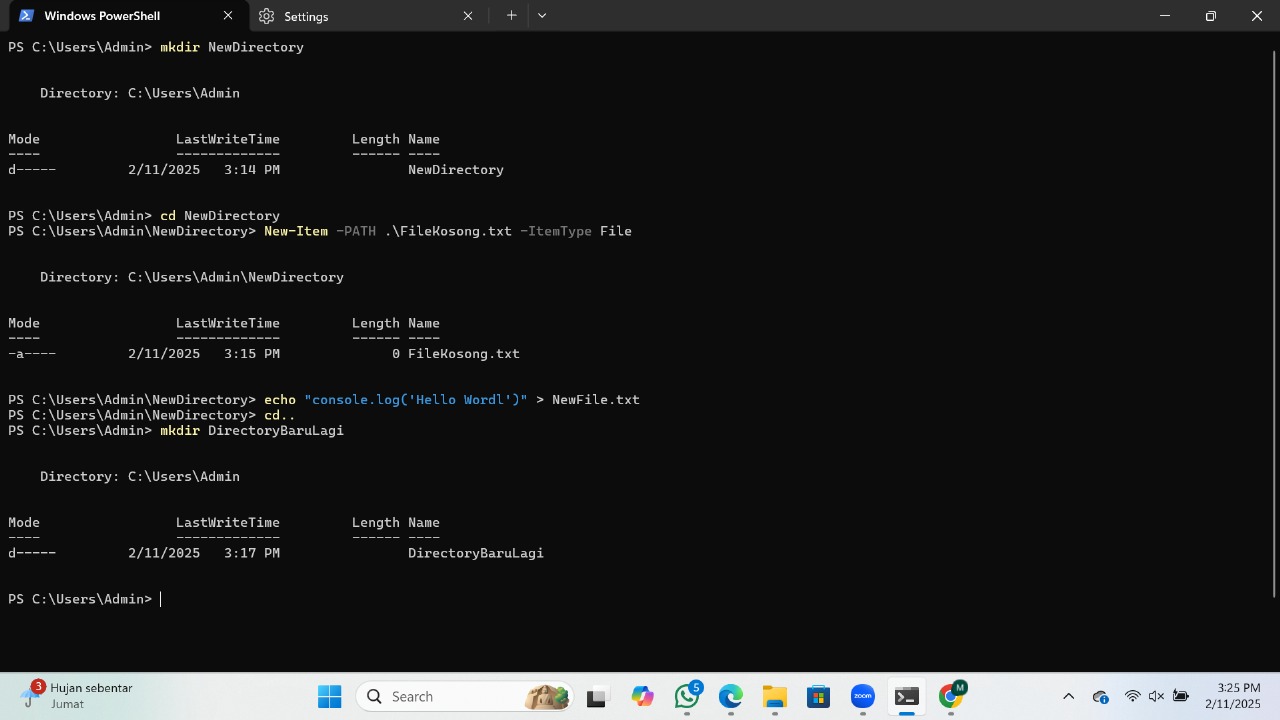 Windows PowerShell
Settings
PS C:\Users\Admin> mkdir NewDirectory
Directory: C:\Users\Admin
Mode LastWriteTime Length Name
---- ------------- ------ ----
d----- 2/11/2025 3:14 PM NewDirectory
PS C:\Users\Admin> cd NewDirectory
PS C:\Users\Admin\NewDirectory> New-Item -PATH .\FileKosong.txt -ItemType File
Directory: C:\Users\Admin\NewDirectory
Mode LastWriteTime Length Name
---- ------------- ------ ----
-a---- 2/11/2025 3:15 PM 0 FileKosong.txt
PS C:\Users\Admin\NewDirectory> echo "console.log('Hello Wordl')" > NewFile.txt
PS C:\Users\Admin\NewDirectory> cd..
PS C:\Users\Admin> mkdir DirectoryBaruLagi
Directory: C:\Users\Admin
Mode LastWriteTime Length Name
---- ------------- ------ ----
d----- 2/11/2025 3:17 PM DirectoryBaruLagi
PS C:\Users\Admin>
3
Hujan sebentar
Jumat
Search
5
zoom
M
3:25 PM
2/11/2025